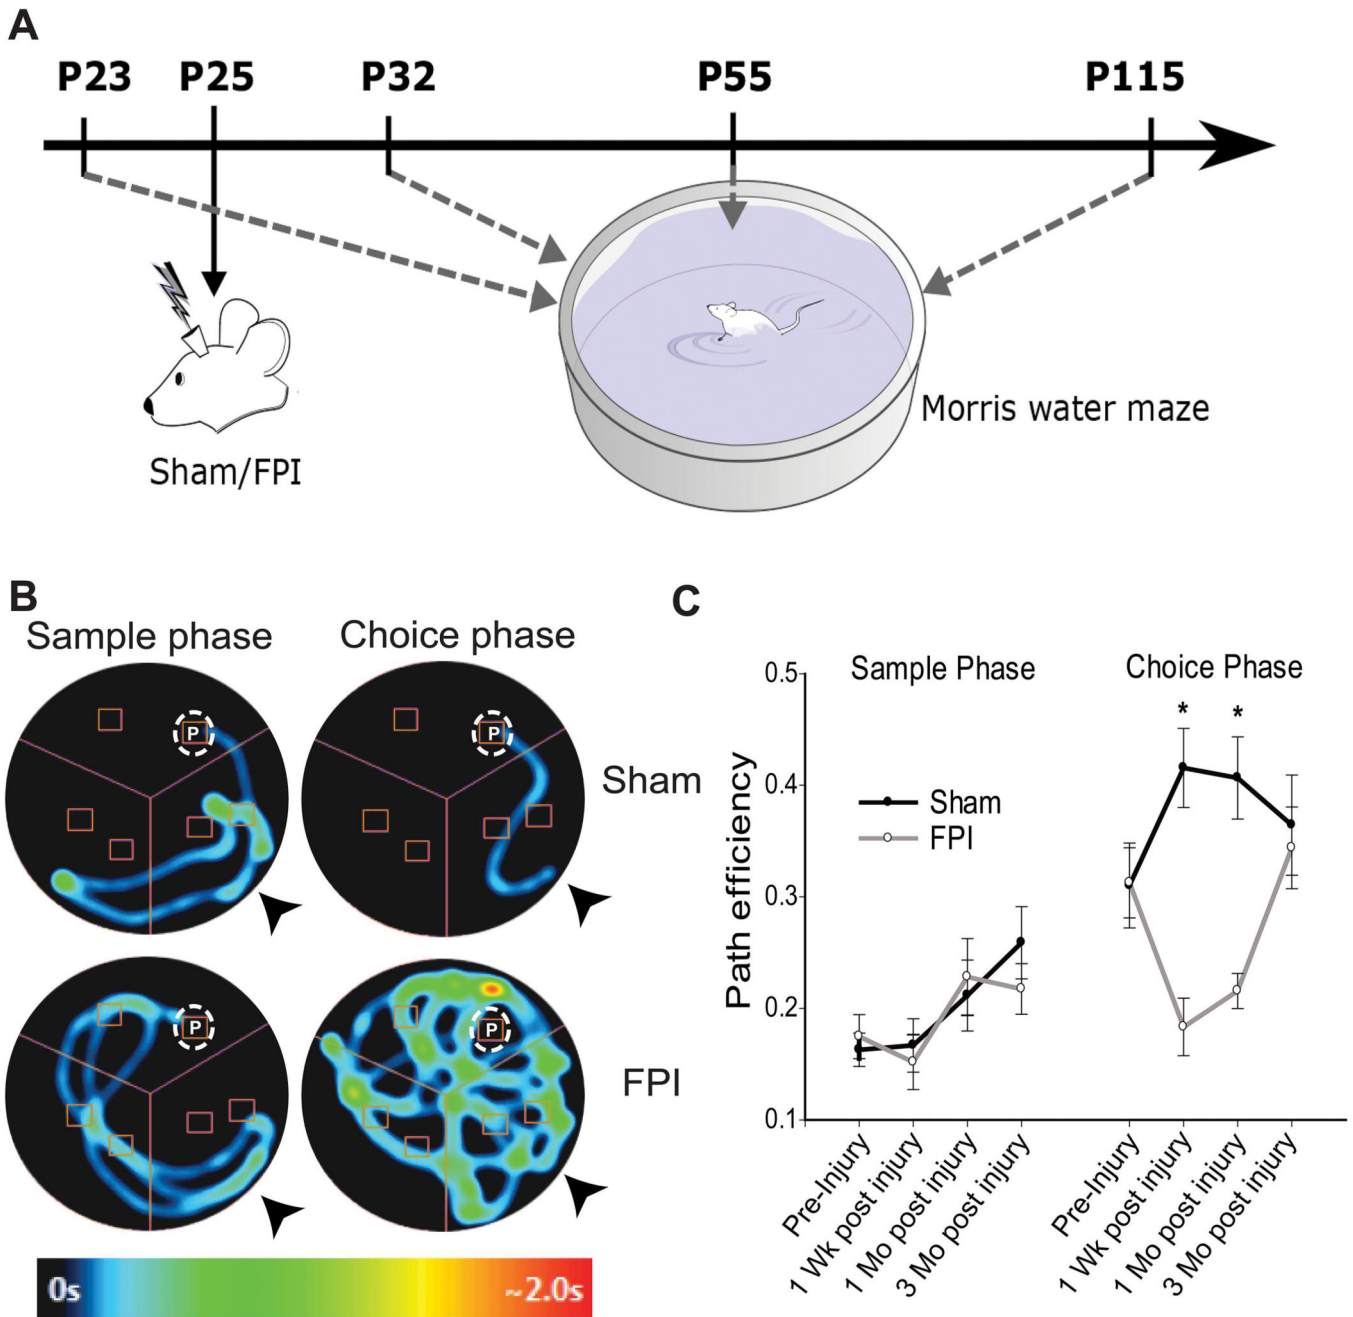 A
P23 P25 P32 P55 P115
Morris water maze
Sham/FPI
B
Sample phase Choice phase
P P
Sham
P P
FPI
0s ~2.0s
C
Sample Phase Choice Phase
* *
0.5
0.4
0.3
0.2
0.1
Path efficiency
Sham
FPI
Pre-Injury
1 Wk post injury
1 Mo post injury
3 Mo post injury
Pre-Injury
1 Wk post injury
1 Mo post injury
3 Mo post injury